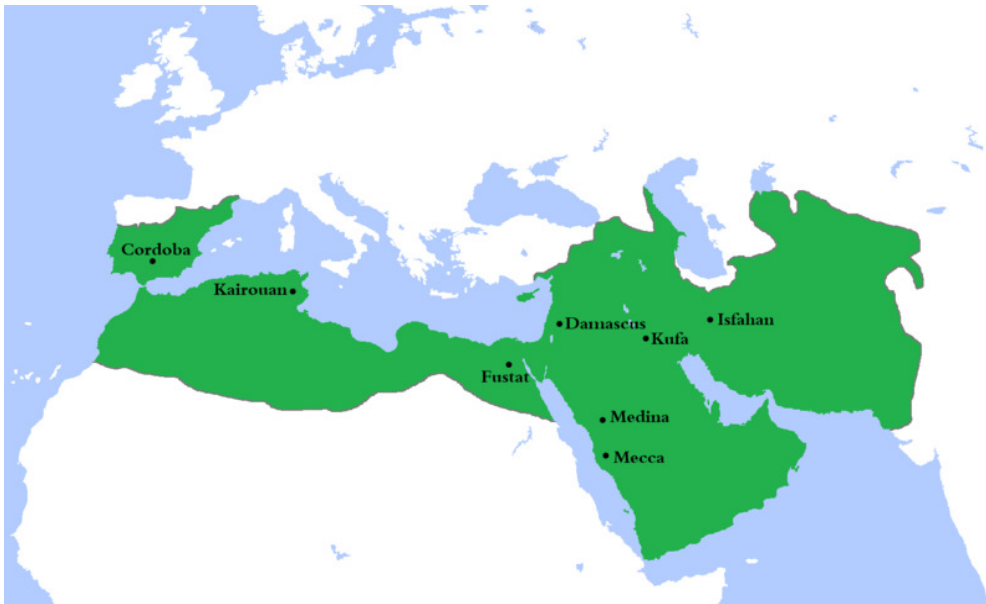 Cordoba
Kairouan
Damascus
Isfahan
Kufa
Fustat
Medina
Mecca